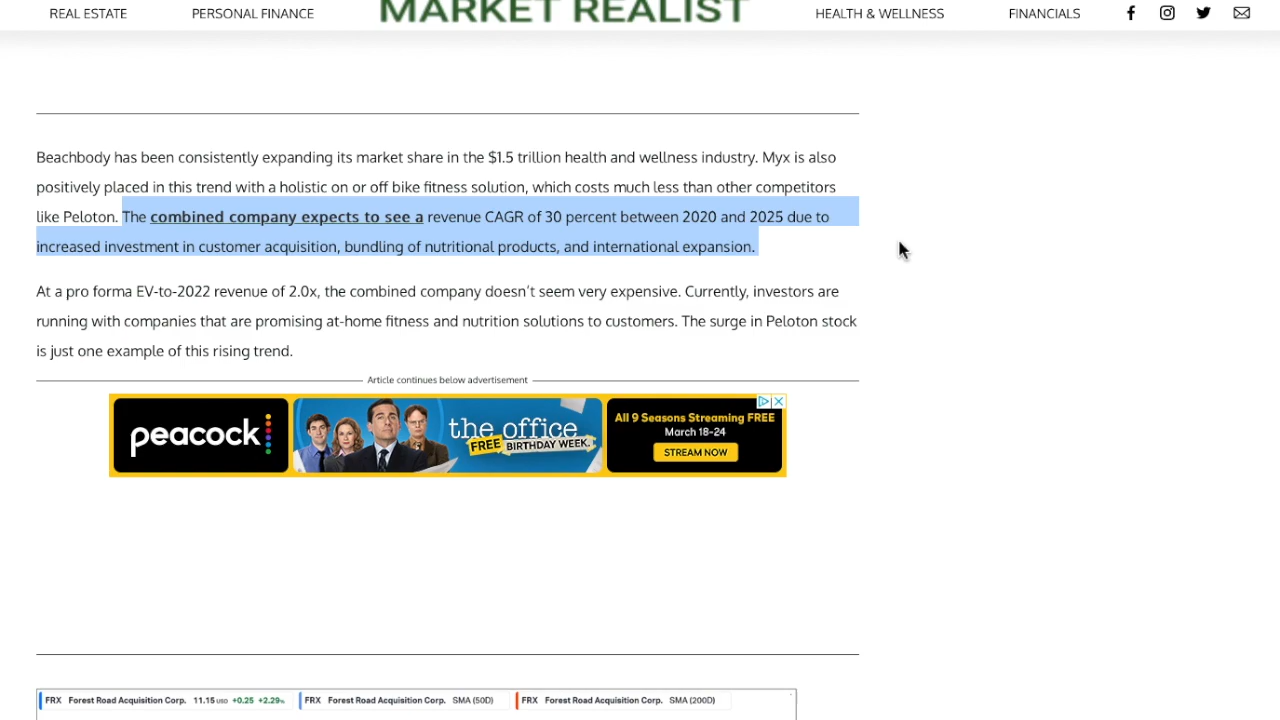 REAL ESTATE PERSONAL FINANCE MARKET REALIST HEALTH & WELLNESS FINANCIALS
Beachbody has been consistently expanding its market share in the $1.5 trillion health and wellness industry. Myx is also
positively placed in this trend with a holistic on or off bike fitness solution, which costs much less than other competitors
like Peloton. The combined company expects to see a revenue CAGR of 30 percent between 2020 and 2025 due to
increased investment in customer acquisition, bundling of nutritional products, and international expansion.
At a pro forma EV-to-2022 revenue of 2.0x, the combined company doesn't seem very expensive. Currently, investors are
running with companies that are promising at-home fitness and nutrition solutions to customers. The surge in Peloton stock
is just one example of this rising trend.
Article continues below advertisement
peacock
the office
FREE BIRTHDAY WEEK.
All 9 Seasons Streaming FREE
March 18-24
STREAM NOW
FRX Forest Road Acquisition Corp. 11.15 USD +0.25 +2.29% FRX Forest Road Acquisition Corp. SMA (50D) FRX Forest Road Acquisition Corp. SMA (200D)